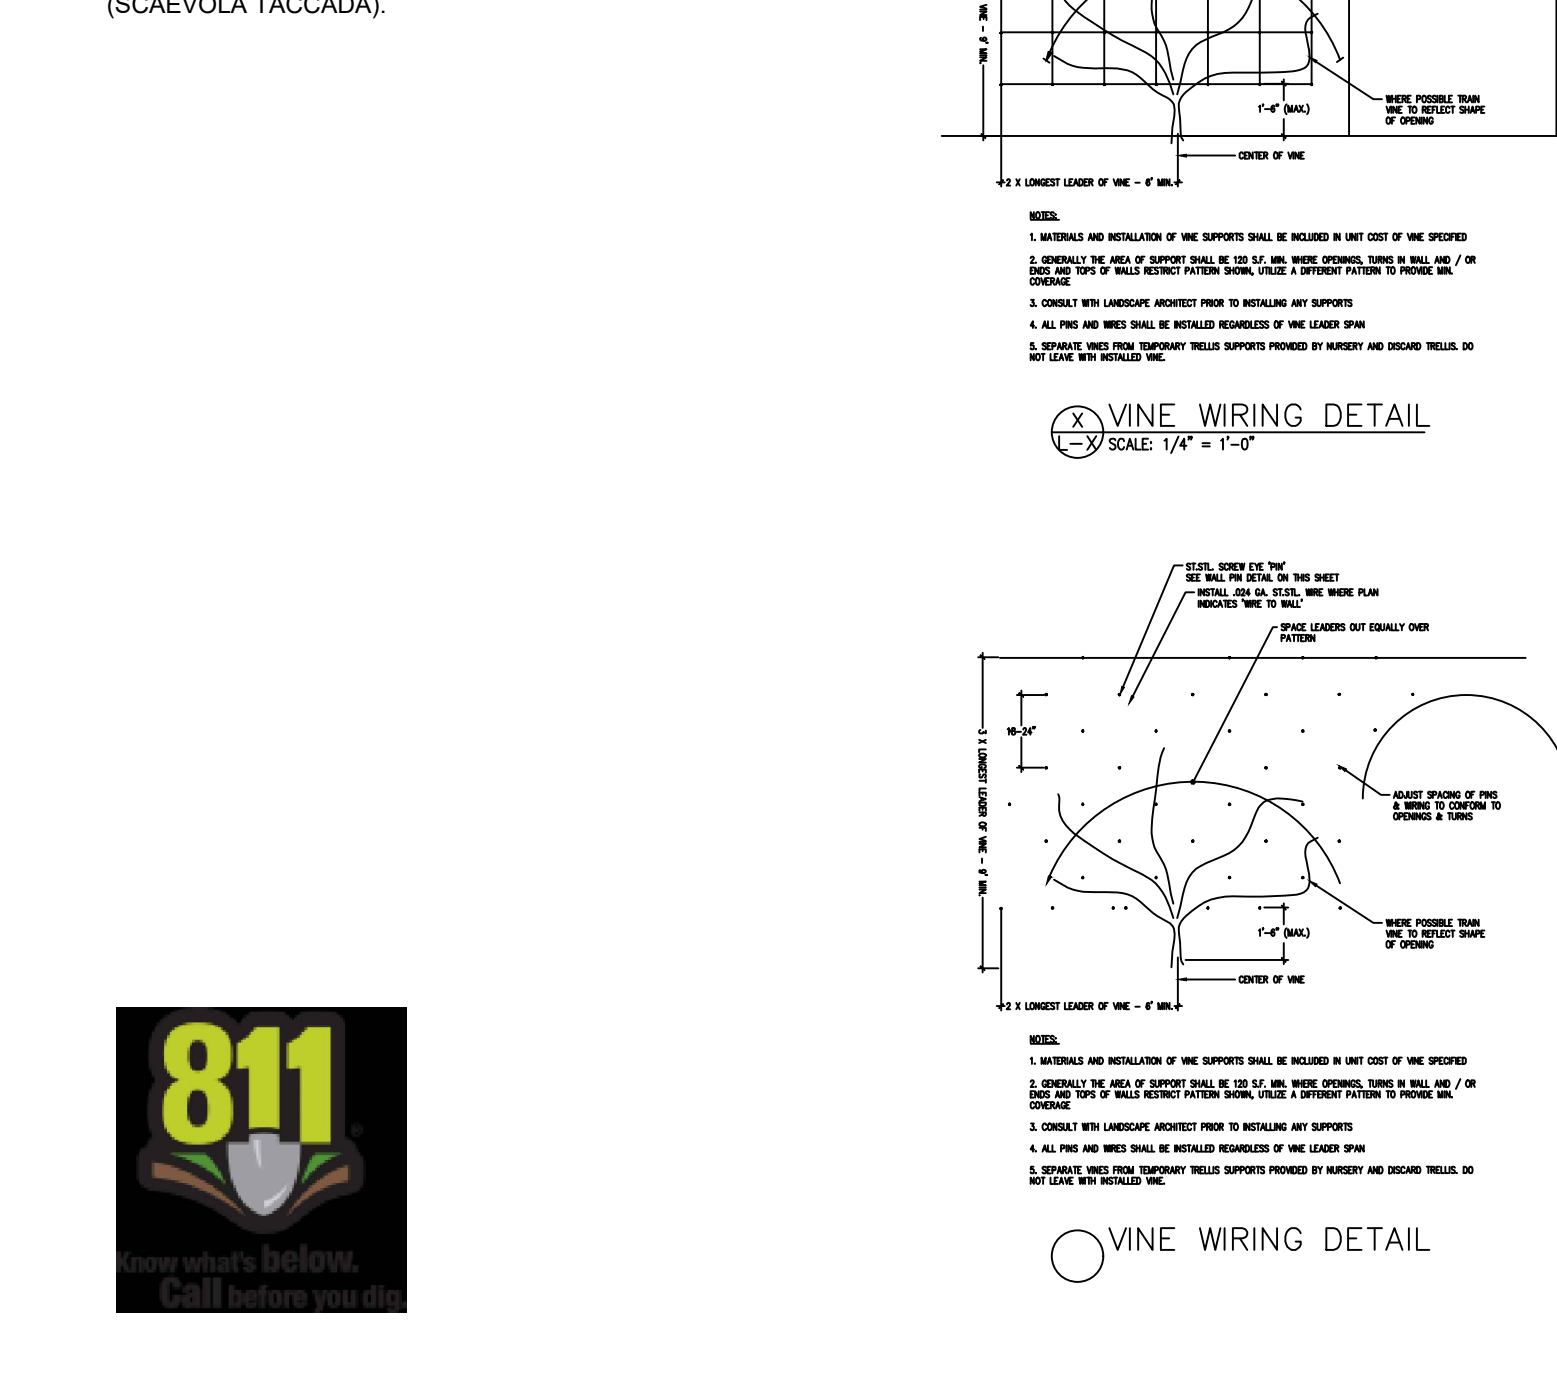 (SCAEVOLA TACCADA).
VINE - 9' MIN.
WHERE POSSIBLE TRAIN
VINE TO REFLECT SHAPE
OF OPENING
1'-6" (MAX.)
CENTER OF VINE
2 X LONGEST LEADER OF VINE - 6' MIN.
NOTES:
1. MATERIALS AND INSTALLATION OF VINE SUPPORTS SHALL BE INCLUDED IN UNIT COST OF VINE SPECIFIED
2. GENERALLY THE AREA OF SUPPORT SHALL BE 120 S.F. MIN. WHERE OPENINGS, TURNS IN WALL AND / OR
ENDS AND TOPS OF WALLS RESTRICT PATTERN SHOWN, UTILIZE A DIFFERENT PATTERN TO PROVIDE MIN.
COVERAGE
3. CONSULT WITH LANDSCAPE ARCHITECT PRIOR TO INSTALLING ANY SUPPORTS
4. ALL PINS AND WIRES SHALL BE INSTALLED REGARDLESS OF VINE LEADER SPAN
5. SEPARATE VINES FROM TEMPORARY TRELLIS SUPPORTS PROVIDED BY NURSERY AND DISCARD TRELLIS. DO
NOT LEAVE WITH INSTALLED VINE.
X
VINE WIRING DETAIL
L-X
SCALE: 1/4" = 1'-0"
ST.STL. SCREW EYE 'PIN'
SEE WALL PIN DETAIL ON THIS SHEET
INSTALL .024 GA. ST.STL. WIRE WHERE PLAN
INDICATES 'WIRE TO WALL'
SPACE LEADERS OUT EQUALLY OVER
PATTERN
18-24"
3 X LONGEST LEADER OF VINE - 9' MIN.
ADJUST SPACING OF PINS
& WIRING TO CONFORM TO
OPENINGS & TURNS
WHERE POSSIBLE TRAIN
VINE TO REFLECT SHAPE
OF OPENING
1'-6" (MAX.)
CENTER OF VINE
2 X LONGEST LEADER OF VINE - 6' MIN.
NOTES:
1. MATERIALS AND INSTALLATION OF VINE SUPPORTS SHALL BE INCLUDED IN UNIT COST OF VINE SPECIFIED
2. GENERALLY THE AREA OF SUPPORT SHALL BE 120 S.F. MIN. WHERE OPENINGS, TURNS IN WALL AND / OR
ENDS AND TOPS OF WALLS RESTRICT PATTERN SHOWN, UTILIZE A DIFFERENT PATTERN TO PROVIDE MIN.
COVERAGE
3. CONSULT WITH LANDSCAPE ARCHITECT PRIOR TO INSTALLING ANY SUPPORTS
4. ALL PINS AND WIRES SHALL BE INSTALLED REGARDLESS OF VINE LEADER SPAN
5. SEPARATE VINES FROM TEMPORARY TRELLIS SUPPORTS PROVIDED BY NURSERY AND DISCARD TRELLIS. DO
NOT LEAVE WITH INSTALLED VINE.
VINE WIRING DETAIL
811
®
Know what's below.
Call before you dig.